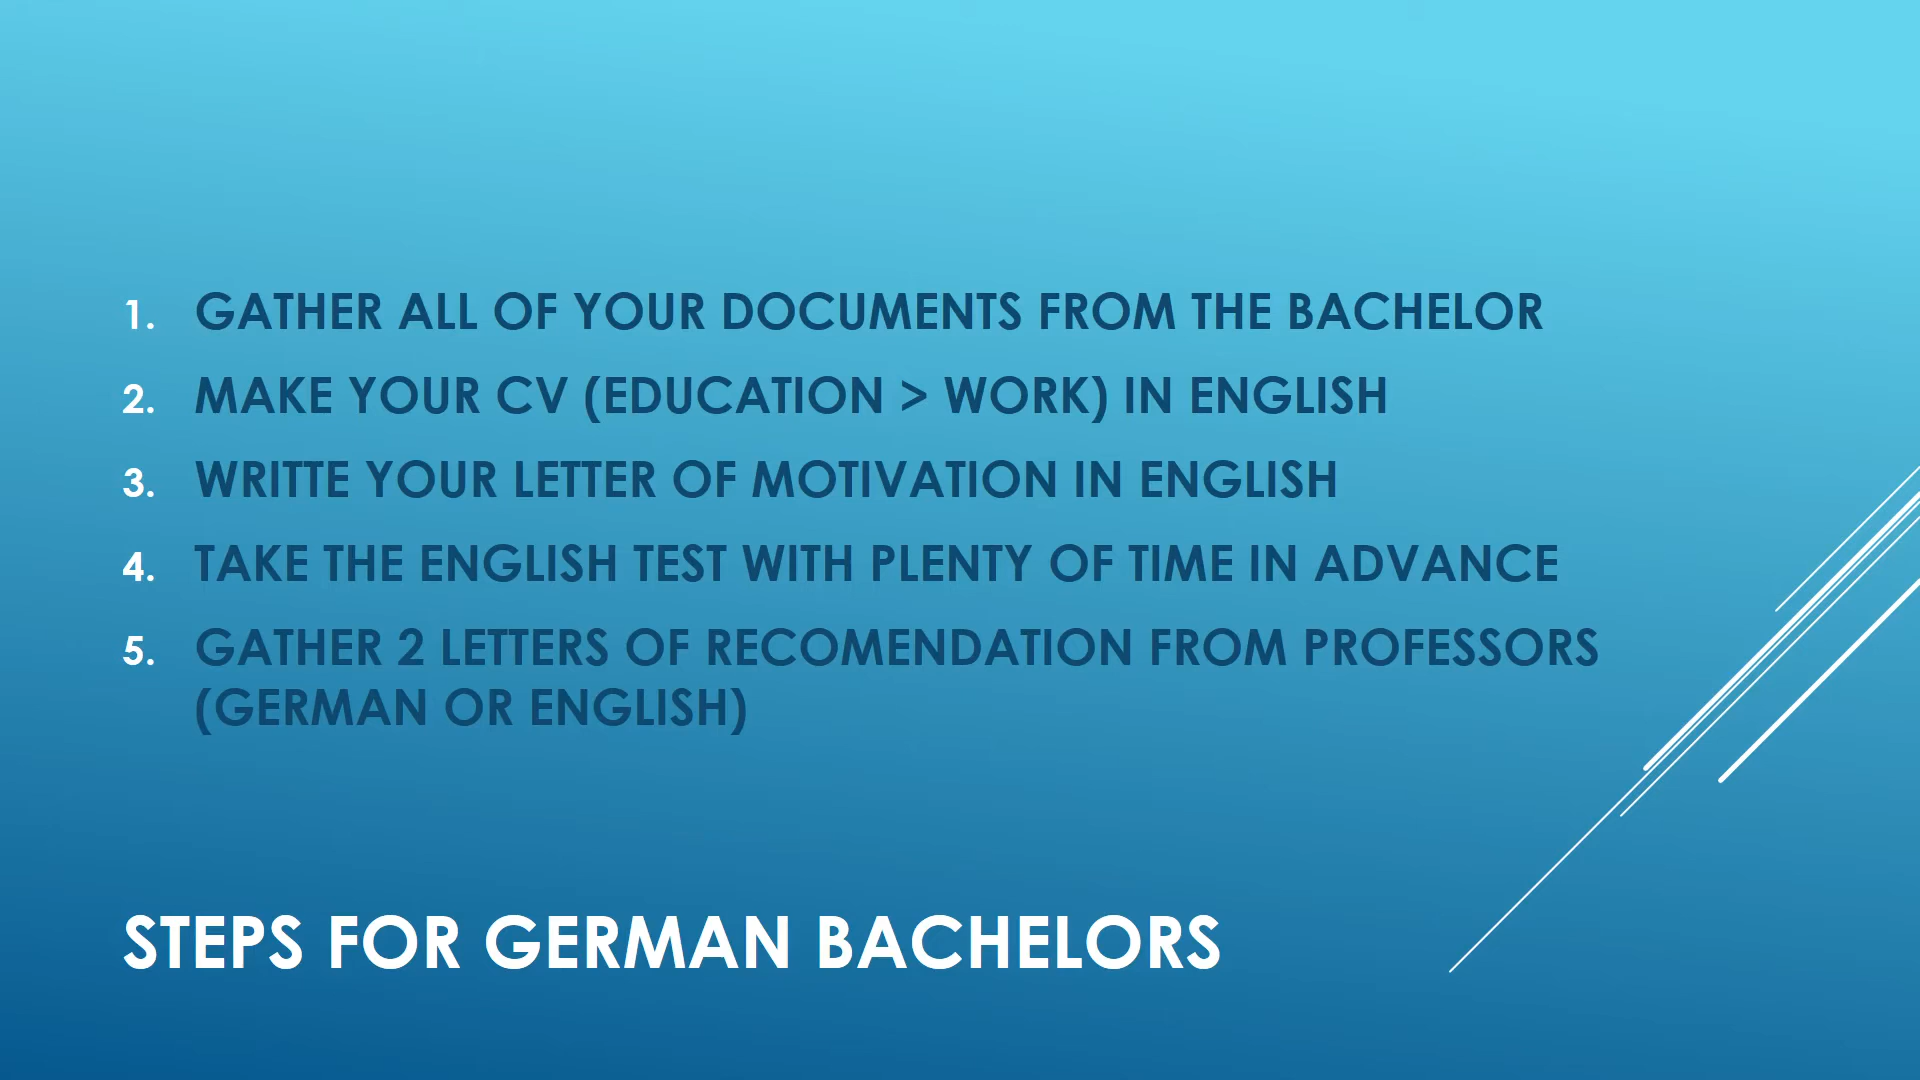 1. GATHER ALL OF YOUR DOCUMENTS FROM THE BACHELOR
2. MAKE YOUR CV (EDUCATION > WORK) IN ENGLISH
3. WRITTE YOUR LETTER OF MOTIVATION IN ENGLISH
4. TAKE THE ENGLISH TEST WITH PLENTY OF TIME IN ADVANCE
5. GATHER 2 LETTERS OF RECOMENDATION FROM PROFESSORS
(GERMAN OR ENGLISH)
STEPS FOR GERMAN BACHELORS